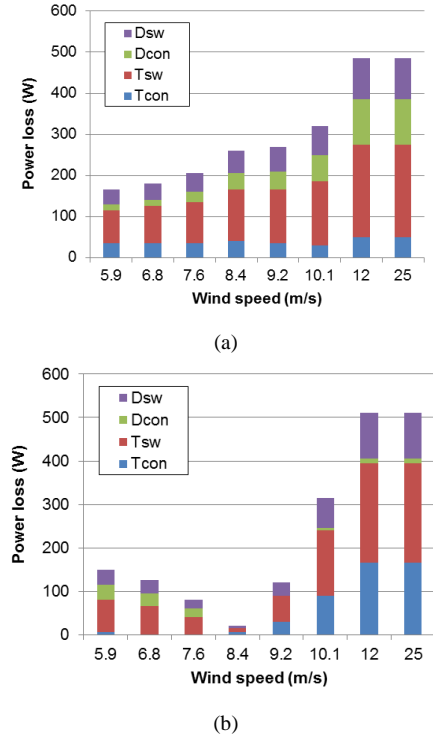 600
500
400
300
200
100
0
Power loss (W)
Dsw
Dcon
Tsw
Tcon
5.9 6.8 7.6 8.4 9.2 10.1 12 25
Wind speed (m/s)
(a)
600
500
400
300
200
100
0
Power loss (W)
Dsw
Dcon
Tsw
Tcon
5.9 6.8 7.6 8.4 9.2 10.1 12 25
Wind speed (m/s)
(b)